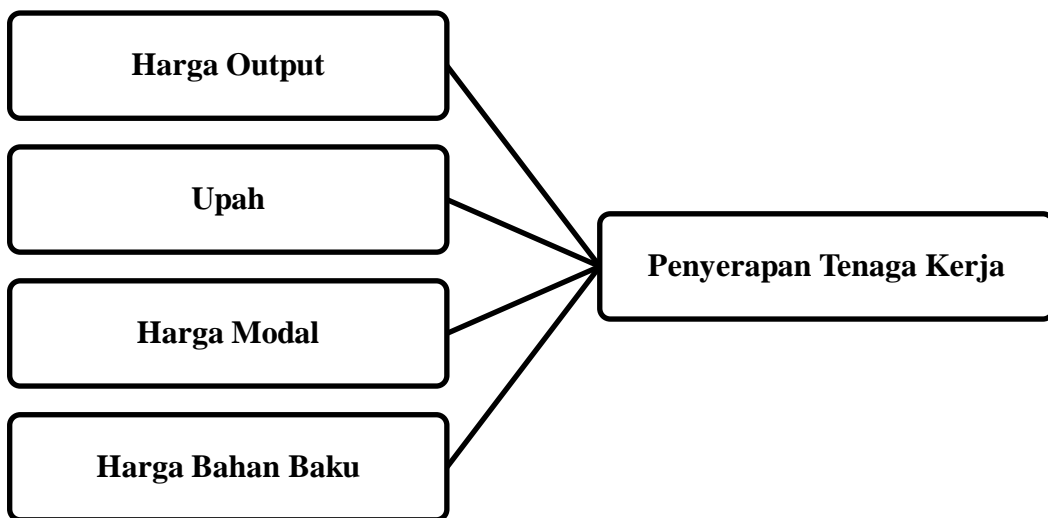 Harga Output
Upah
Harga Modal
Harga Bahan Baku
Penyerapan Tenaga Kerja